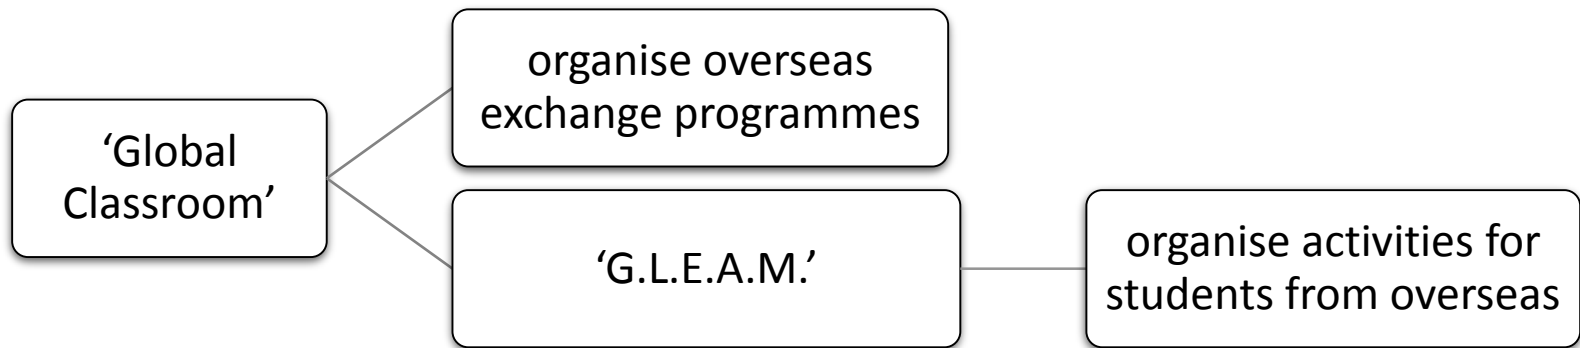 ‘Global
Classroom’
organise overseas
exchange programmes
‘G.L.E.A.M.’
organise activities for
students from overseas